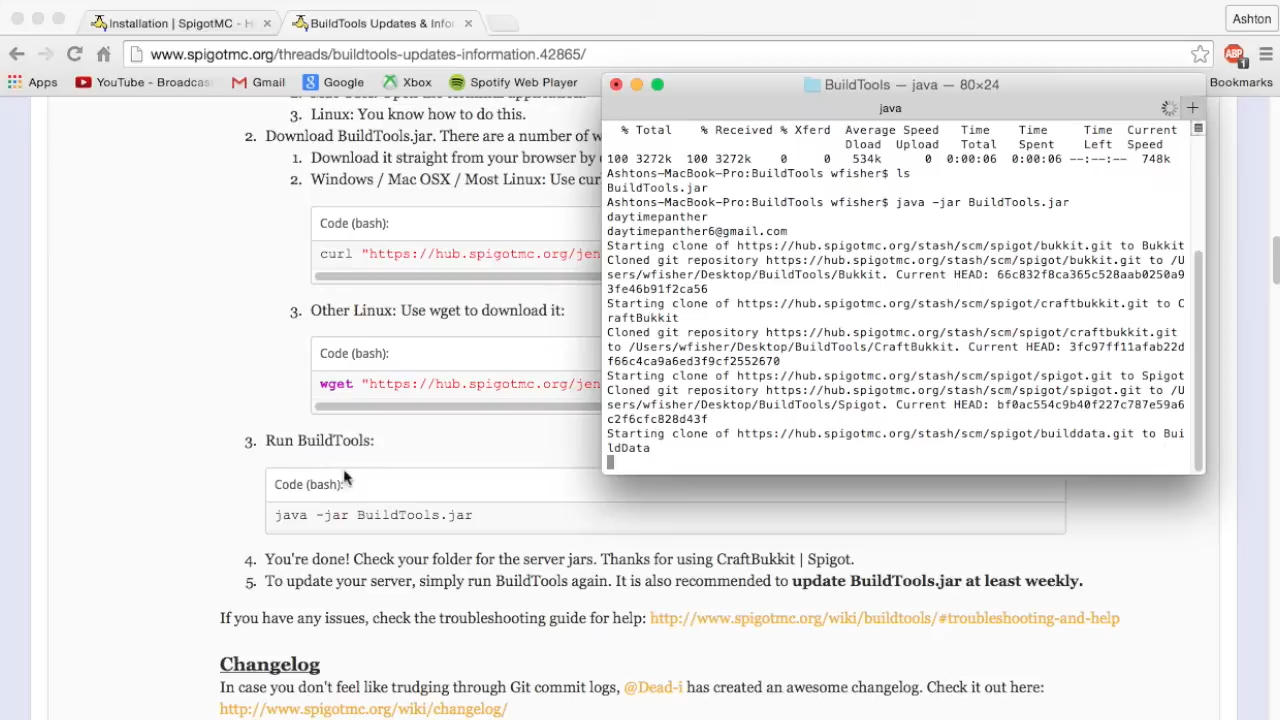 Installation | SpigotMC - H
BuildTools Updates & Info
Ashton
www.spigotmc.org/threads/buildtools-updates-information.42865/
ABP
1
Apps
YouTube - Broadcas
Gmail
Google
Xbox
Spotify Web Player
Bookmarks
3. Linux: You know how to do this.
2. Download BuildTools.jar. There are a number of w
1. Download it straight from your browser by
2. Windows / Mac OSX / Most Linux: Use cur
Code (bash):
curl "https://hub.spigotmc.org/jen
3. Other Linux: Use wget to download it:
Code (bash):
wget "https://hub.spigotmc.org/jen
3. Run BuildTools:
Code (bash):
java -jar BuildTools.jar
4. You're done! Check your folder for the server jars. Thanks for using CraftBukkit | Spigot.
5. To update your server, simply run BuildTools again. It is also recommended to update BuildTools.jar at least weekly.
If you have any issues, check the troubleshooting guide for help: http://www.spigotmc.org/wiki/buildtools/#troubleshooting-and-help
Changelog
In case you don't feel like trudging through Git commit logs, @Dead-i has created an awesome changelog. Check it out here:
http://www.spigotmc.org/wiki/changelog/
BuildTools — java — 80×24
java
% Total % Received % Xferd Average Speed Time Time Time Current
Dload Upload Total Spent Left Speed
100 3272k 100 3272k 0 0 534k 0 0:00:06 0:00:06 --:--:-- 748k
Ashtons-MacBook-Pro:BuildTools wfisher$ ls
BuildTools.jar
Ashtons-MacBook-Pro:BuildTools wfisher$ java -jar BuildTools.jar
daytimepanther
daytimepanther6@gmail.com
Starting clone of https://hub.spigotmc.org/stash/scm/spigot/bukkit.git to Bukkit
Cloned git repository https://hub.spigotmc.org/stash/scm/spigot/bukkit.git to /U
sers/wfisher/Desktop/BuildTools/Bukkit. Current HEAD: 66c832f8ca365c528aab0250a9
3fe46b91f2ca56
Starting clone of https://hub.spigotmc.org/stash/scm/spigot/craftbukkit.git to C
raftBukkit
Cloned git repository https://hub.spigotmc.org/stash/scm/spigot/craftbukkit.git
to /Users/wfisher/Desktop/BuildTools/CraftBukkit. Current HEAD: 3fc97ff11afab22d
f66c4ca9a6ed3f9cf2552670
Starting clone of https://hub.spigotmc.org/stash/scm/spigot/spigot.git to Spigot
Cloned git repository https://hub.spigotmc.org/stash/scm/spigot/spigot.git to /U
sers/wfisher/Desktop/BuildTools/Spigot. Current HEAD: bf0ac554c9b40f227c787e59a6
c2f6cfc828d43f
Starting clone of https://hub.spigotmc.org/stash/scm/spigot/builddata.git to Bui
ldData